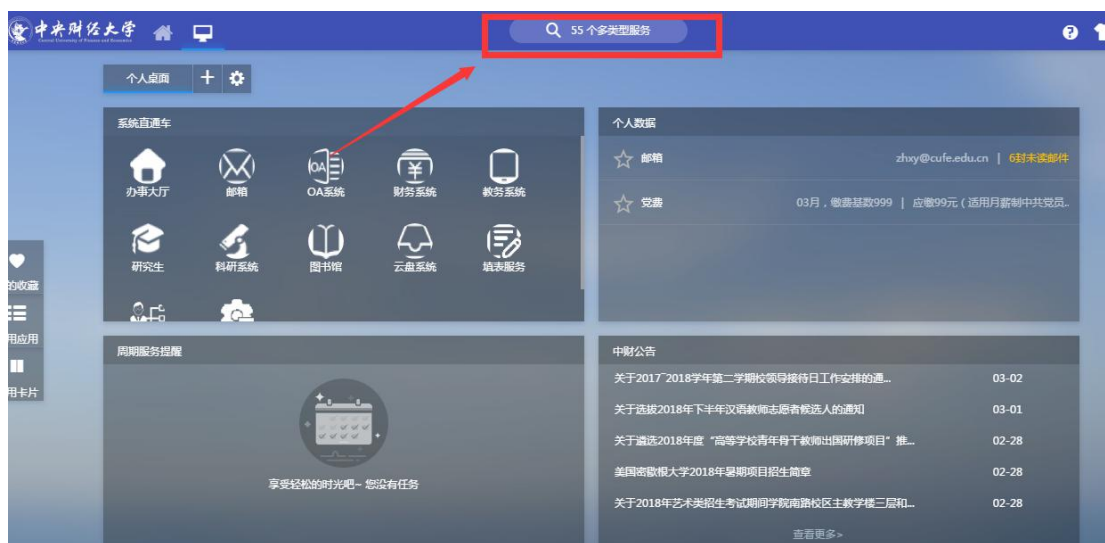 中央财经大学
55 个多类型服务
个人桌面
系统直通车
办事大厅
邮箱
OA
OA系统
财务系统
教务系统
研究生
科研系统
图书馆
云盘系统
填表服务
个人数据
邮箱
zhxy@cufe.edu.cn | 6封未读邮件
党费
03月，缴费基数999 | 应缴99元 ( 适用月薪制中共党员..
的收藏
用应用
用卡片
周期服务提醒
享受轻松的时光吧~ 您没有任务
中财公告
关于2017~2018学年第二学期校领导接待日工作安排的通... 03-02
关于选拔2018年下半年汉语教师志愿者候选人的通知 03-01
关于遴选2018年度“高等学校青年骨干教师出国研修项目”推... 02-28
美国密歇根大学2018年暑期项目招生简章 02-28
关于2018年艺术类招生考试期间学院南路校区主教学楼三层和... 02-28
查看更多>